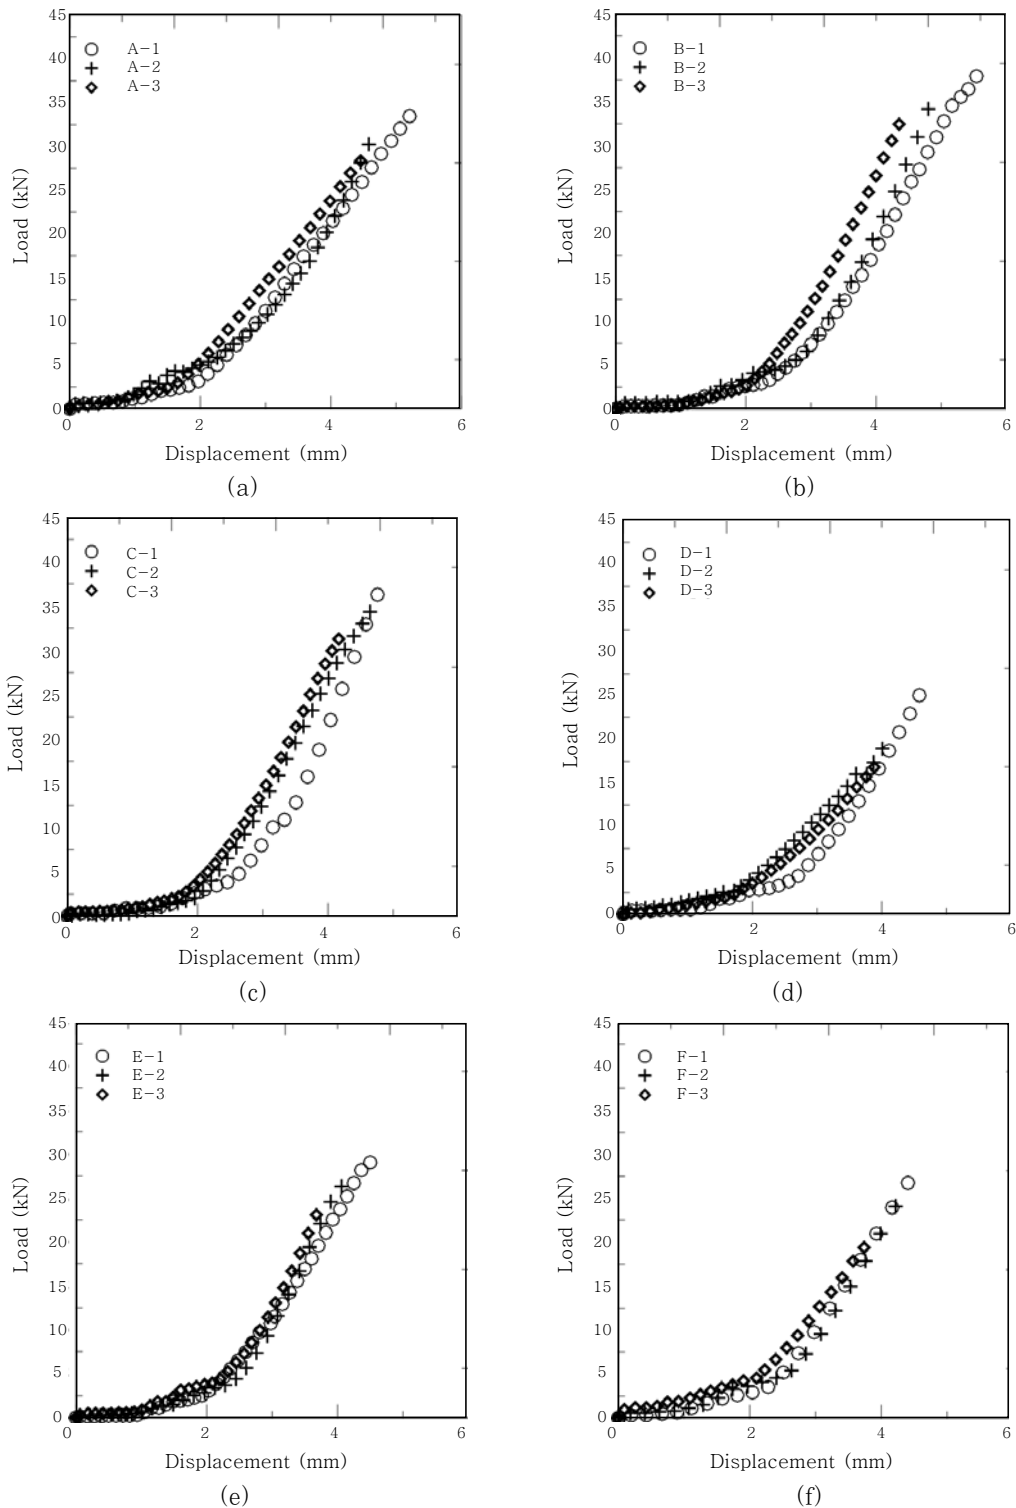 45
40
35
30
25
20
15
10
5
0
Load (kN)
A-1
A-2
A-3
0 2 4 6
Displacement (mm)
(a)
45
40
35
30
25
20
15
10
5
0
Load (kN)
B-1
B-2
B-3
0 2 4 6
Displacement (mm)
(b)
45
40
35
30
25
20
15
10
5
0
Load (kN)
C-1
C-2
C-3
0 2 4 6
Displacement (mm)
(c)
45
40
35
30
25
20
15
10
5
0
Load (kN)
D-1
D-2
D-3
0 2 4 6
Displacement (mm)
(d)
45
40
35
30
25
20
15
10
5
0
Load (kN)
E-1
E-2
E-3
0 2 4 6
Displacement (mm)
(e)
45
40
35
30
25
20
15
10
5
0
Load (kN)
F-1
F-2
F-3
0 2 4 6
Displacement (mm)
(f)